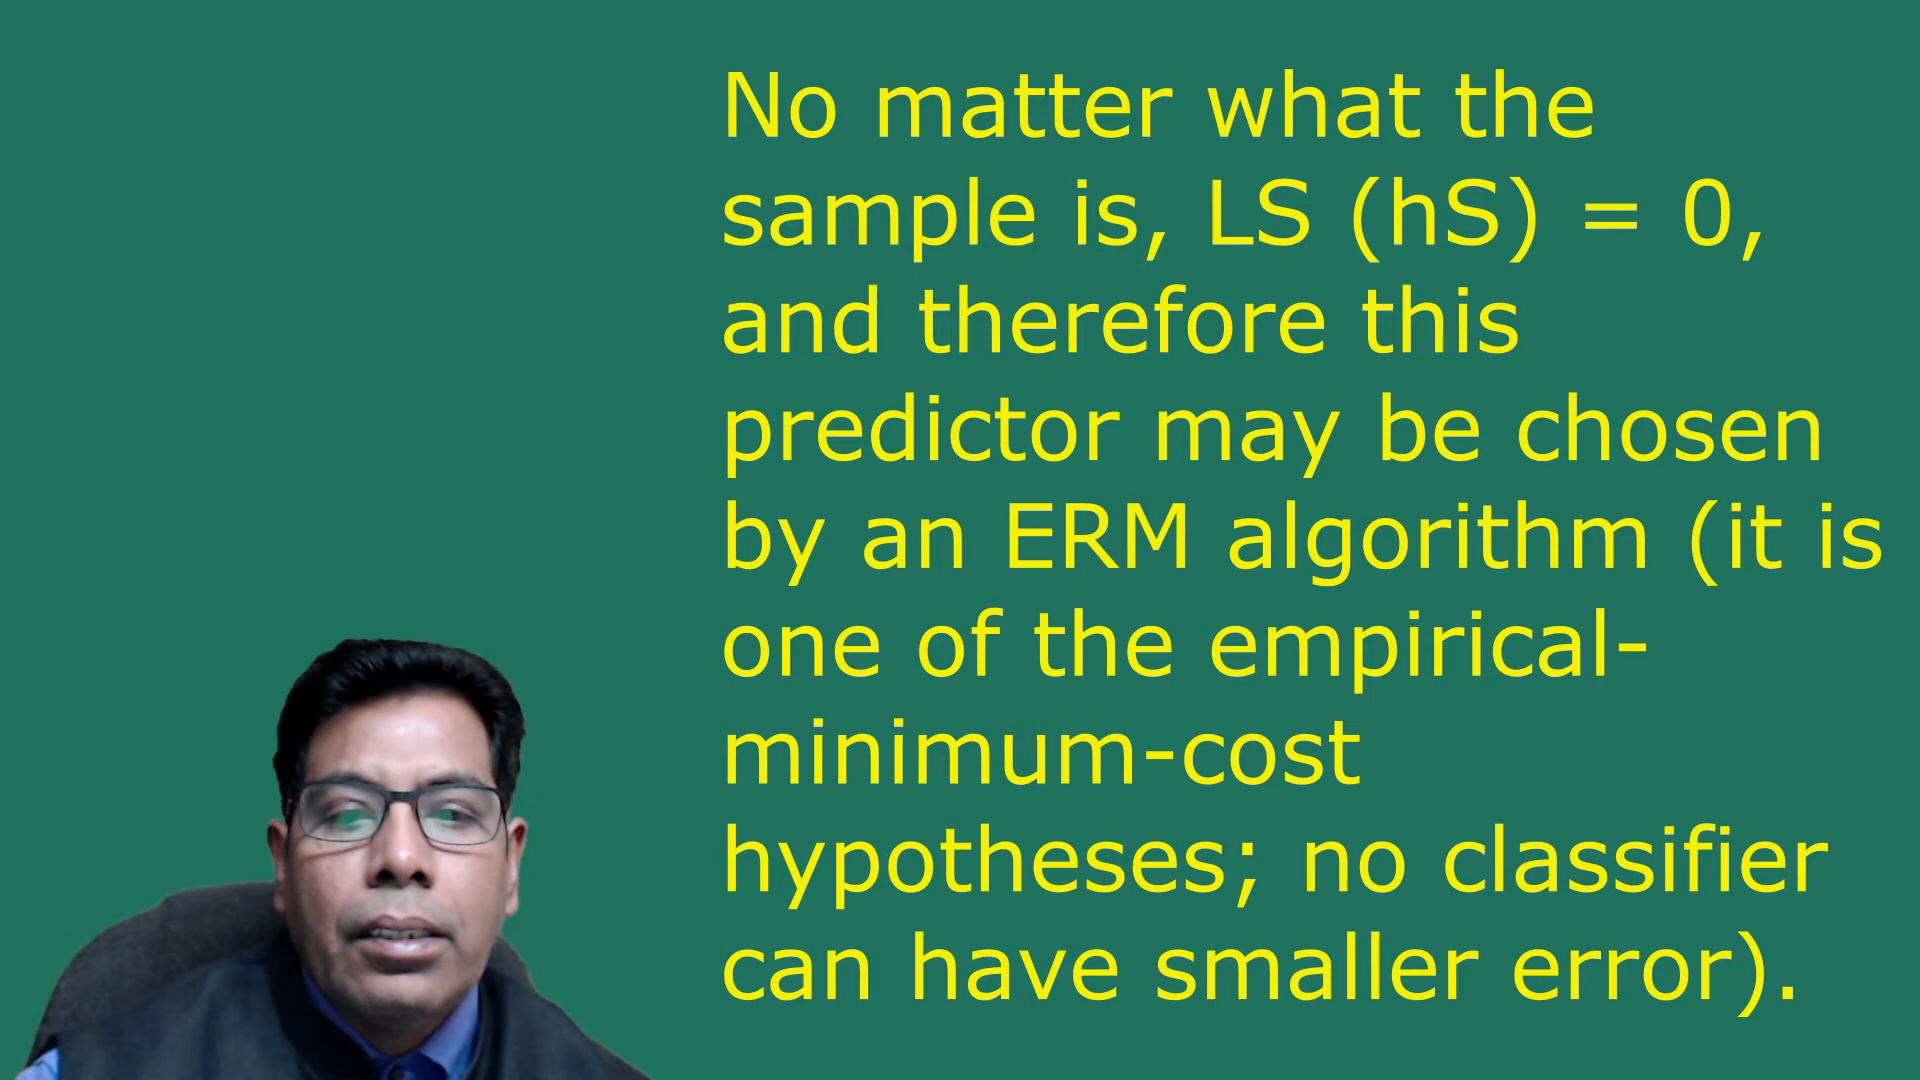 No matter what the
sample is, LS (hS) = 0,
and therefore this
predictor may be chosen
by an ERM algorithm (it is
one of the empirical-
minimum-cost
hypotheses; no classifier
can have smaller error).